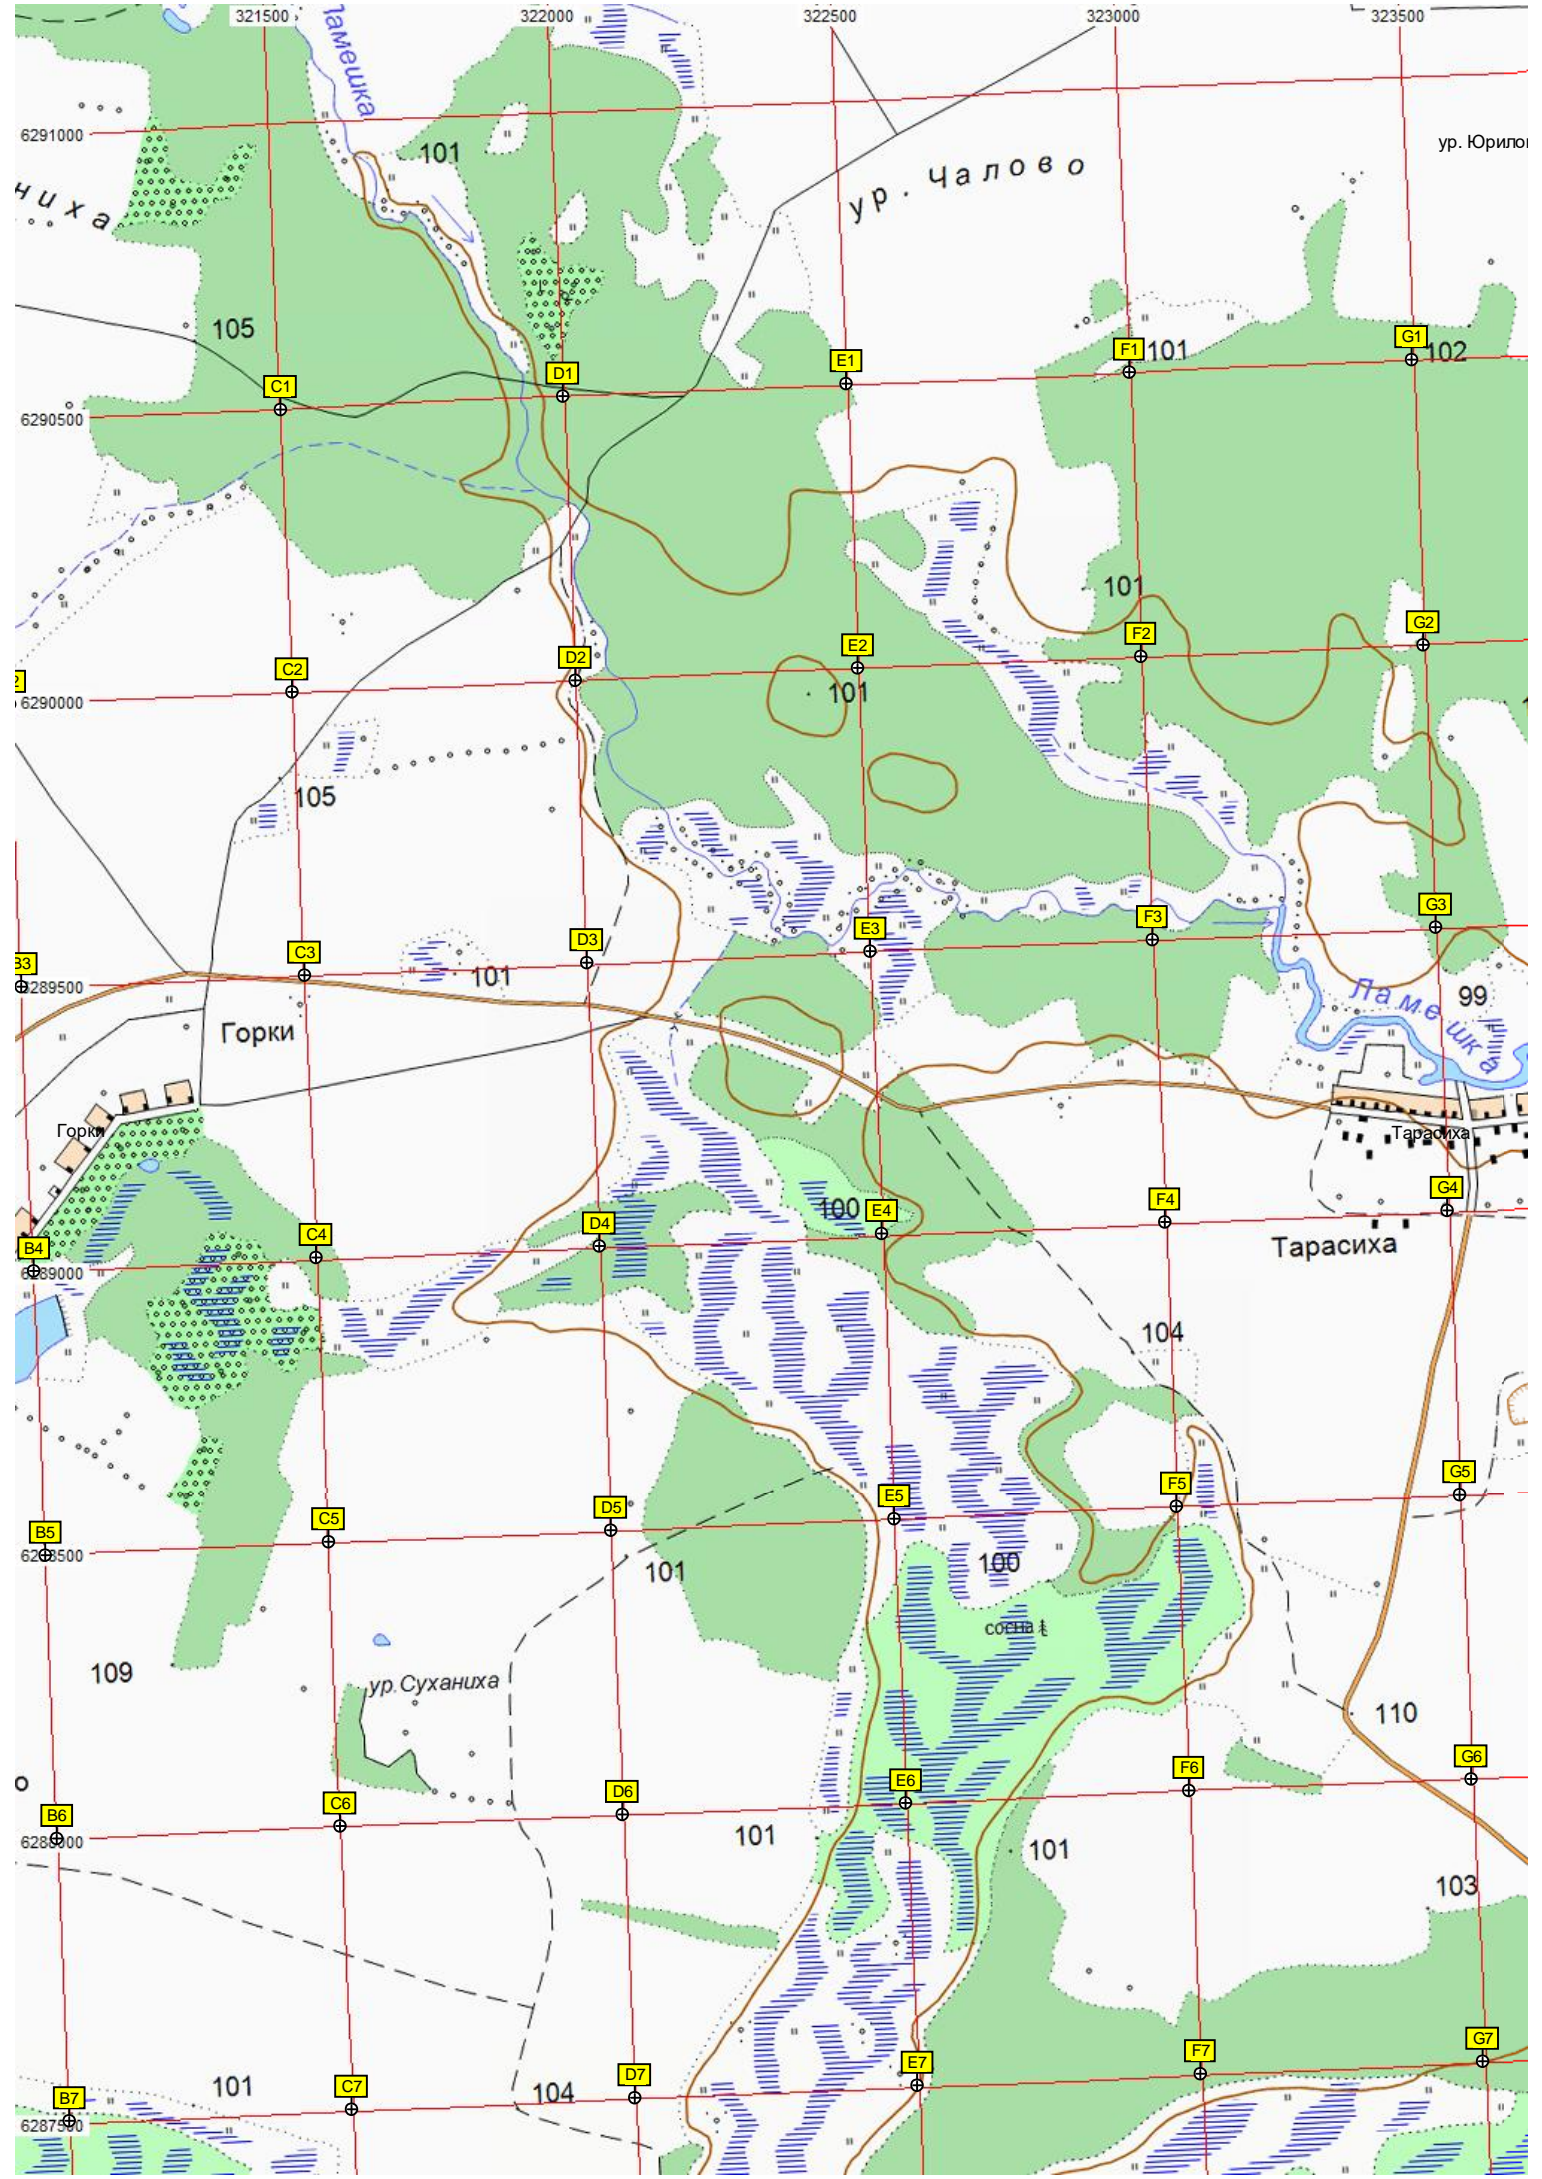 321500 322000 322500 323000 323500
Ламешка
6291000
101
ур. Чалово
ниха
105
F1 101
G1 102
E1
D1
C1
6290500
101
G2
F2
E2
D2
C2
101
6290000
105
G3
F3
E3
D3
C3
B3
101
6289500
Ламешка
99
Горки
Горки
Тарасиха
G4
F4
100 E4
D4
C4
B4
Тарасиха
104
G5
F5
E5
D5
C5
B5
100
101
сосна
109
ур.Суханиха
110
о
G6
F6
E6
D6
C6
B6
101
101
103
G7
F7
E7
D7
C7
B7
101
104